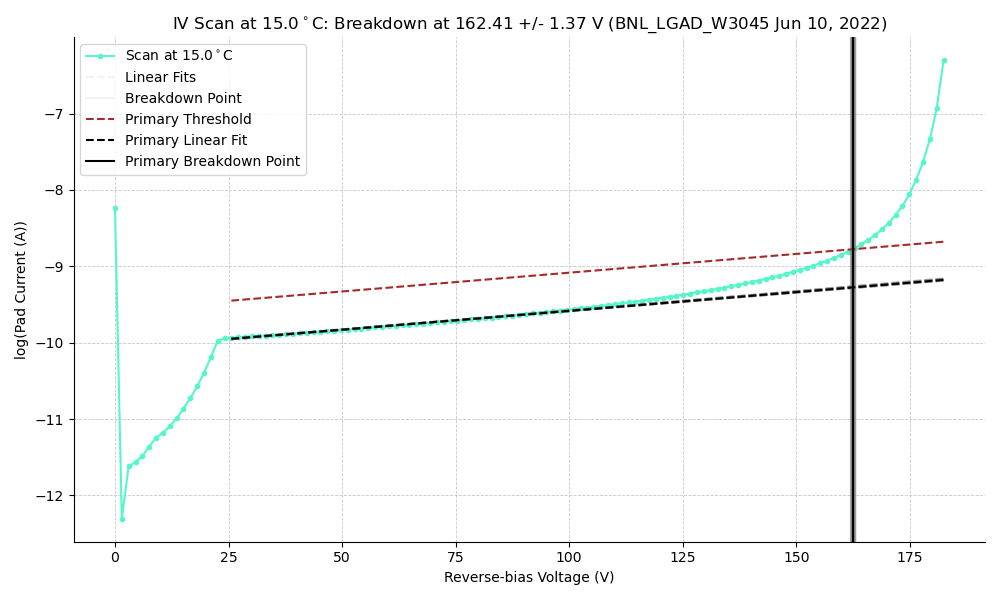 IV Scan at 15.0°C: Breakdown at 162.41 +/- 1.37 V (BNL_LGAD_W3045 Jun 10, 2022)
Scan at 15.0°C
Linear Fits
Breakdown Point
Primary Threshold
Primary Linear Fit
Primary Breakdown Point
log(Pad Current (A))
−7
−8
−9
−10
−11
−12
0 25 50 75 100 125 150 175
Reverse-bias Voltage (V)